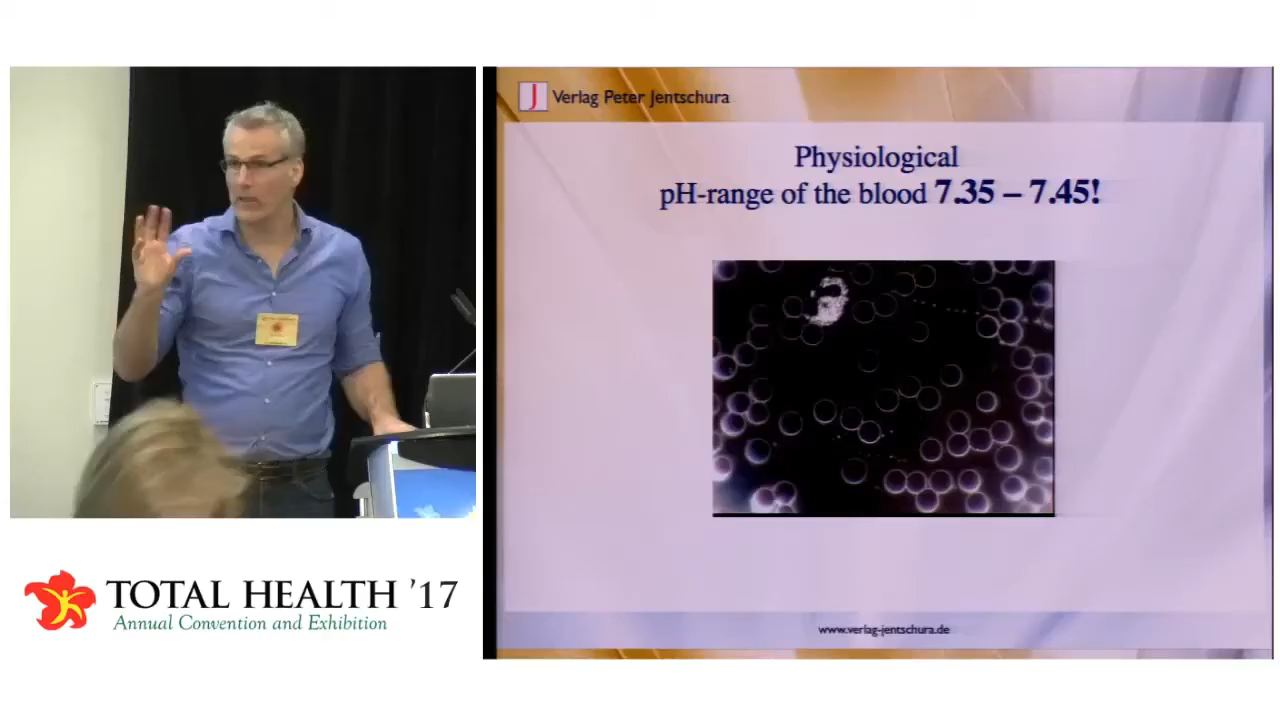 J Verlag Peter Jentschura
Physiological
pH-range of the blood 7.35 – 7.45!
www.verlag-jentschura.de
TOTAL HEALTH '17
Annual Convention and Exhibition